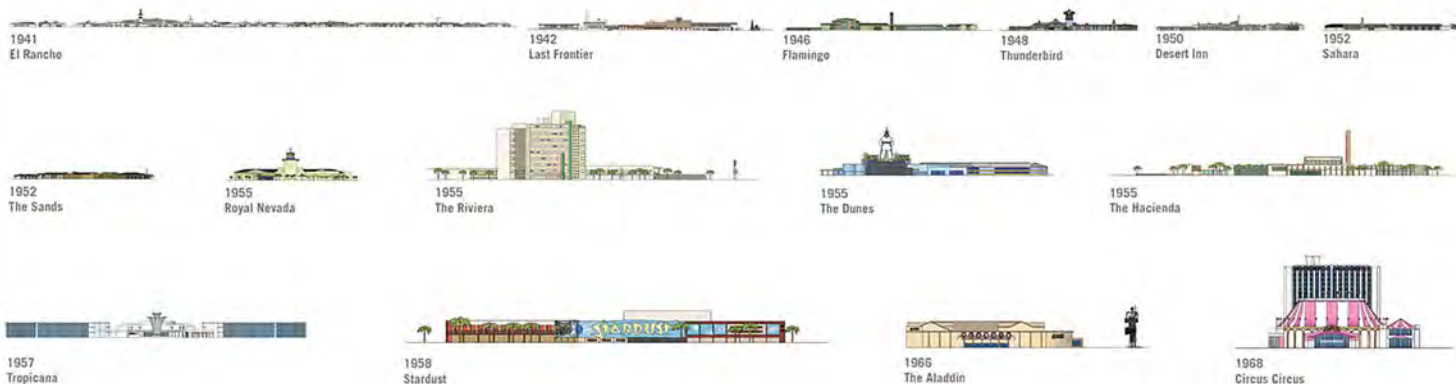 1941
El Rancho
1942
Last Frontier
1946
Flamingo
1948
Thunderbird
1950
Desert Inn
1952
Sahara
1952
The Sands
1955
Royal Nevada
1955
The Riviera
1955
The Dunes
1955
The Hacienda
STARDUST
ALADDIN
1957
Tropicana
1958
Stardust
1966
The Aladdin
1968
Circus Circus